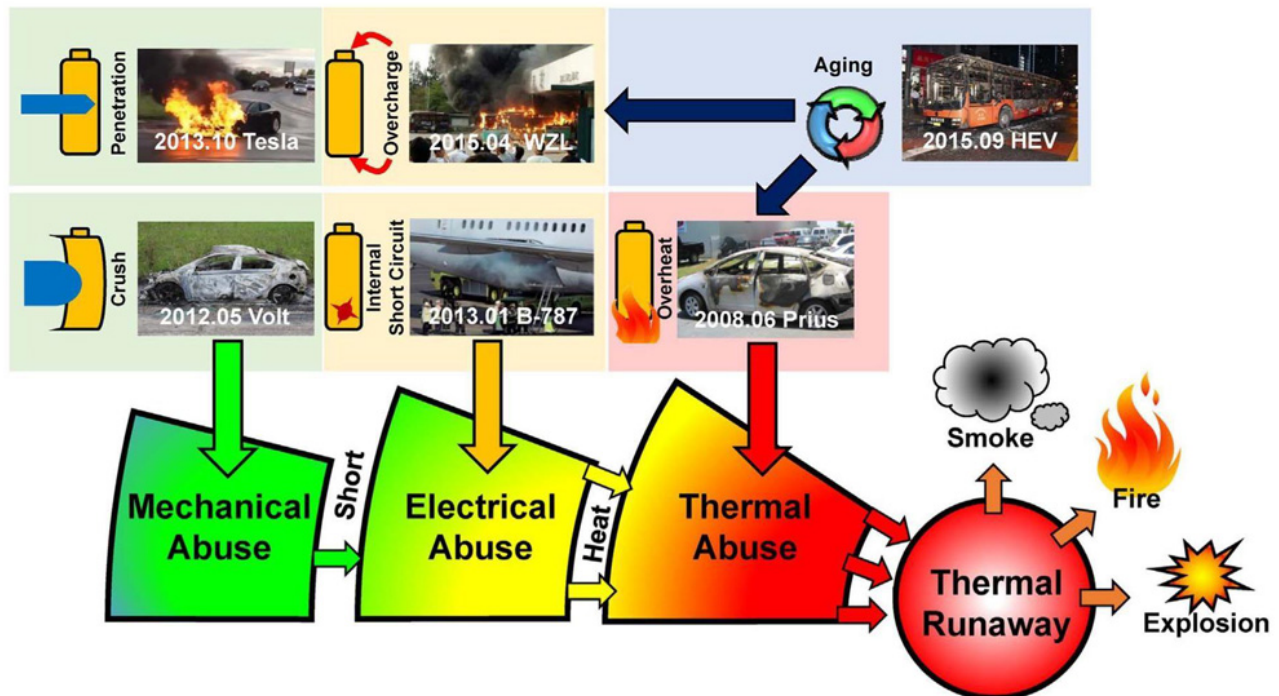 Penetration
2013.10 Tesla
Overcharge
2015.04, WZL
Aging
2015.09 HEV
Crush
2012.05 Volt
Internal
Short Circuit
2013.01 B-787
Overheat
2008.06 Prius
Mechanical
Abuse
Short
Electrical
Abuse
Heat
Thermal
Abuse
Thermal
Runaway
Smoke
Fire
Explosion